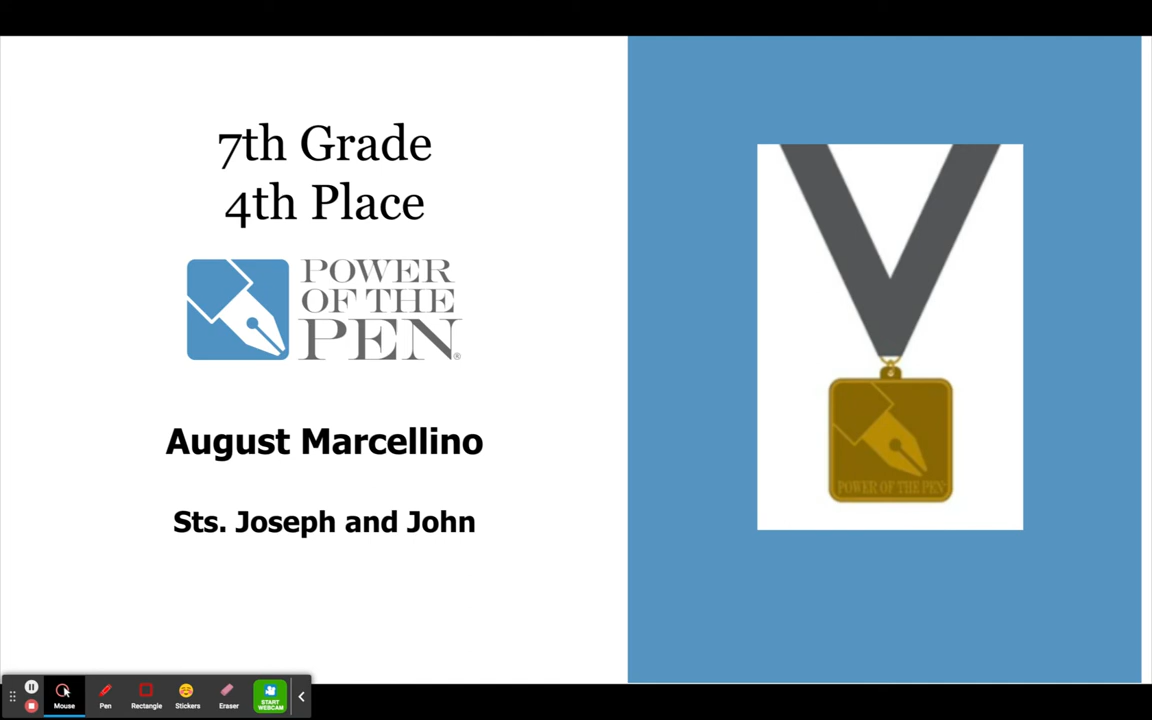 7th Grade
4th Place
POWER
OF THE
PEN®
August Marcellino
Sts. Joseph and John
POWER OF THE PEN
Mouse
Pen
Rectangle
Stickers
Eraser
START
WEBCAM